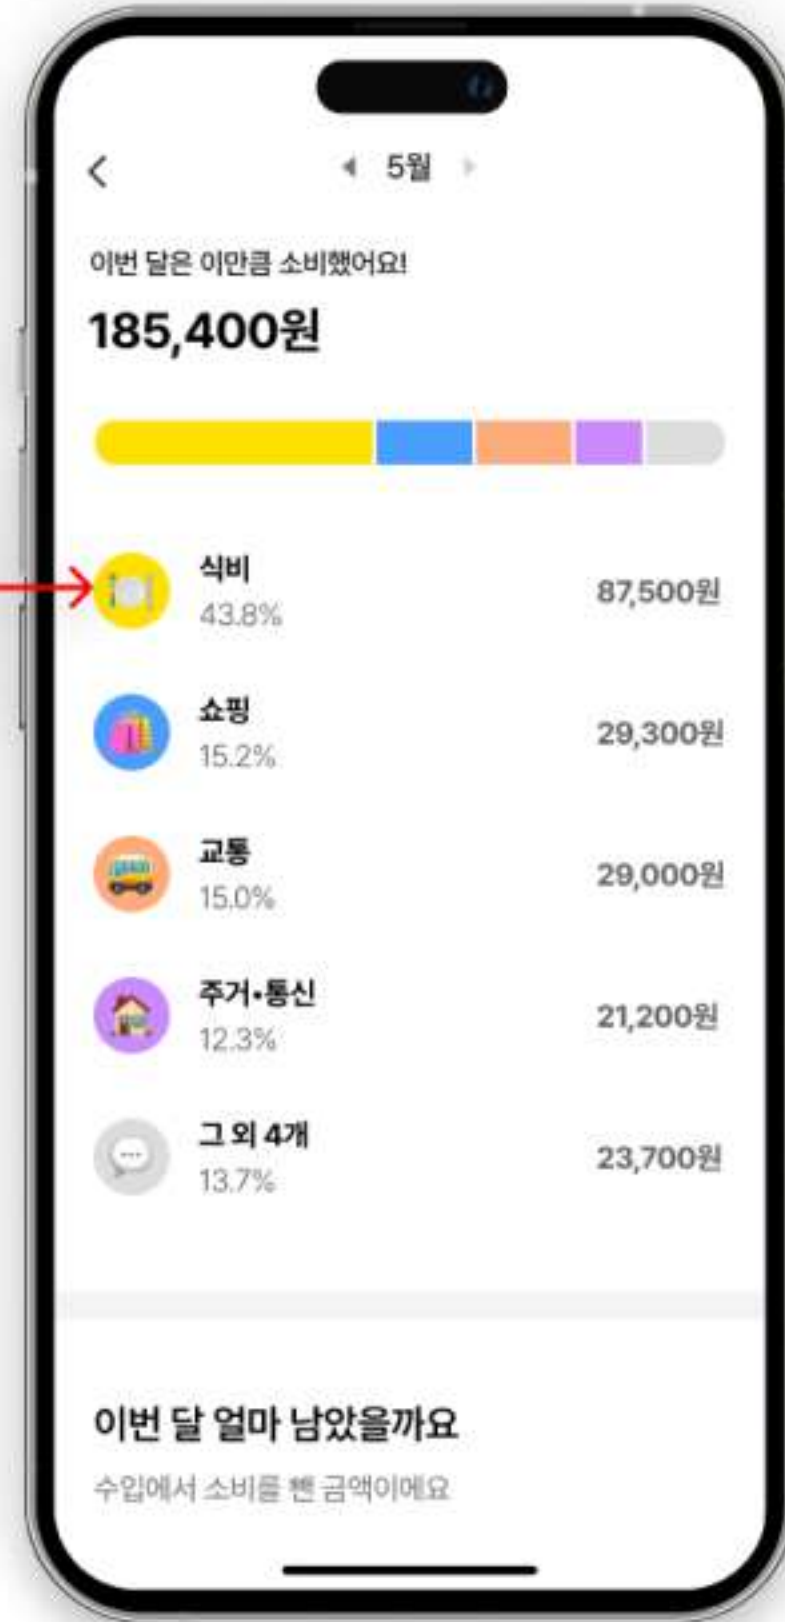 5월
이번 달은 이만큼 소비했어요!
185,400원
식비
43.8%
87,500원
쇼핑
15.2%
29,300원
교통
15.0%
29,000원
주거•통신
12.3%
21,200원
그 외 4개
13.7%
23,700원
이번 달 얼마 남았을까요
수입에서 소비를 뺀 금액이에요